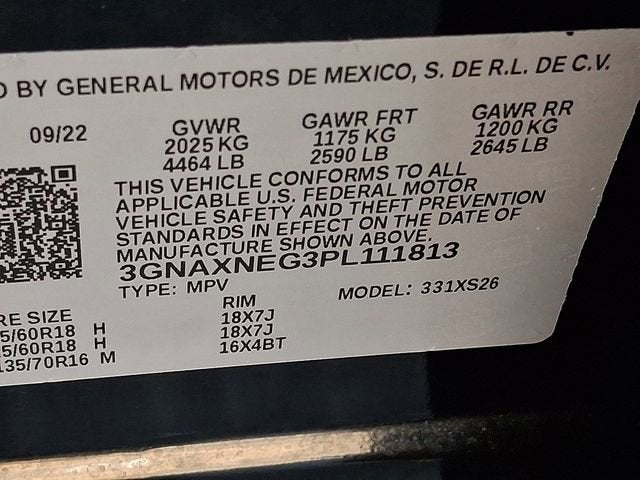 D BY GENERAL MOTORS DE MEXICO, S. DE R.L. DE C.V.
09/22 GVWR GAWR FRT GAWR RR
2025 KG 1175 KG 1200 KG
4464 LB 2590 LB 2645 LB
THIS VEHICLE CONFORMS TO ALL
APPLICABLE U.S. FEDERAL MOTOR
VEHICLE SAFETY AND THEFT PREVENTION
STANDARDS IN EFFECT ON THE DATE OF
MANUFACTURE SHOWN ABOVE.
3GNAXNEG3PL111813
TYPE: MPV MODEL: 331XS26
RE SIZE RIM
5/60R18 H 18X7J
5/60R18 H 18X7J
135/70R16 M 16X4BT